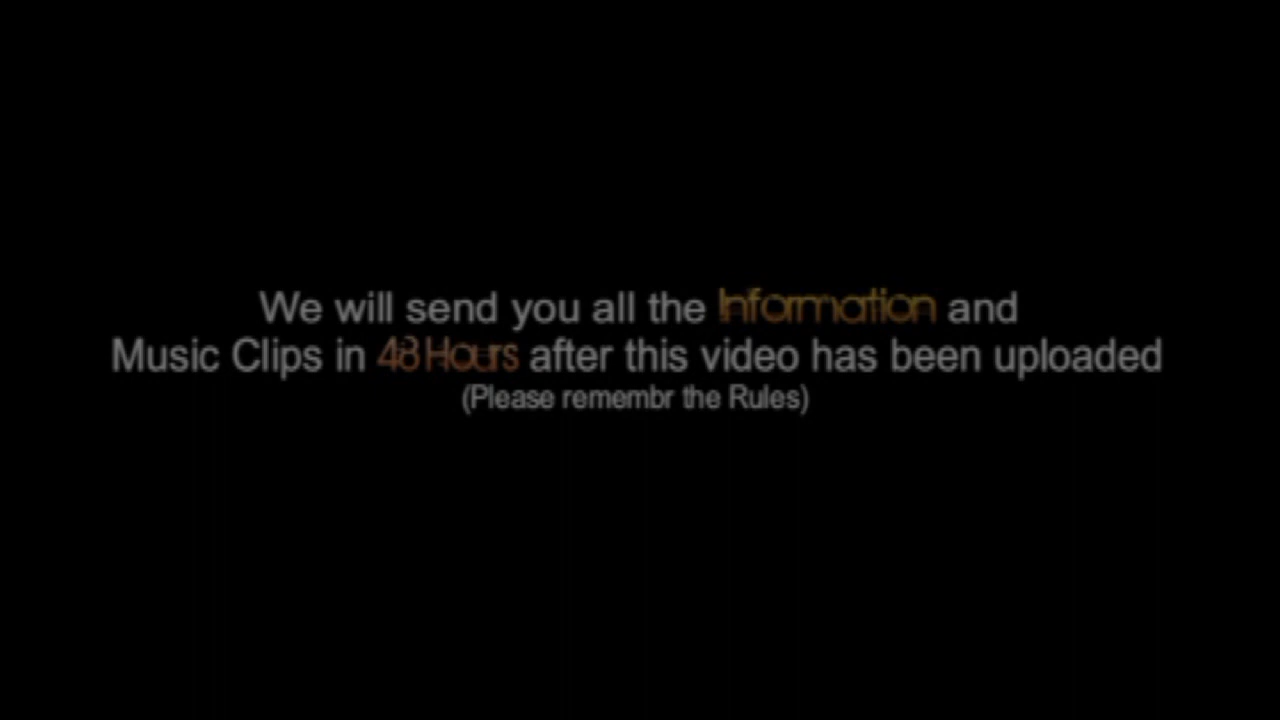 We will send you all the Information and
Music Clips in 48 Hours after this video has been uploaded
(Please remembr the Rules)